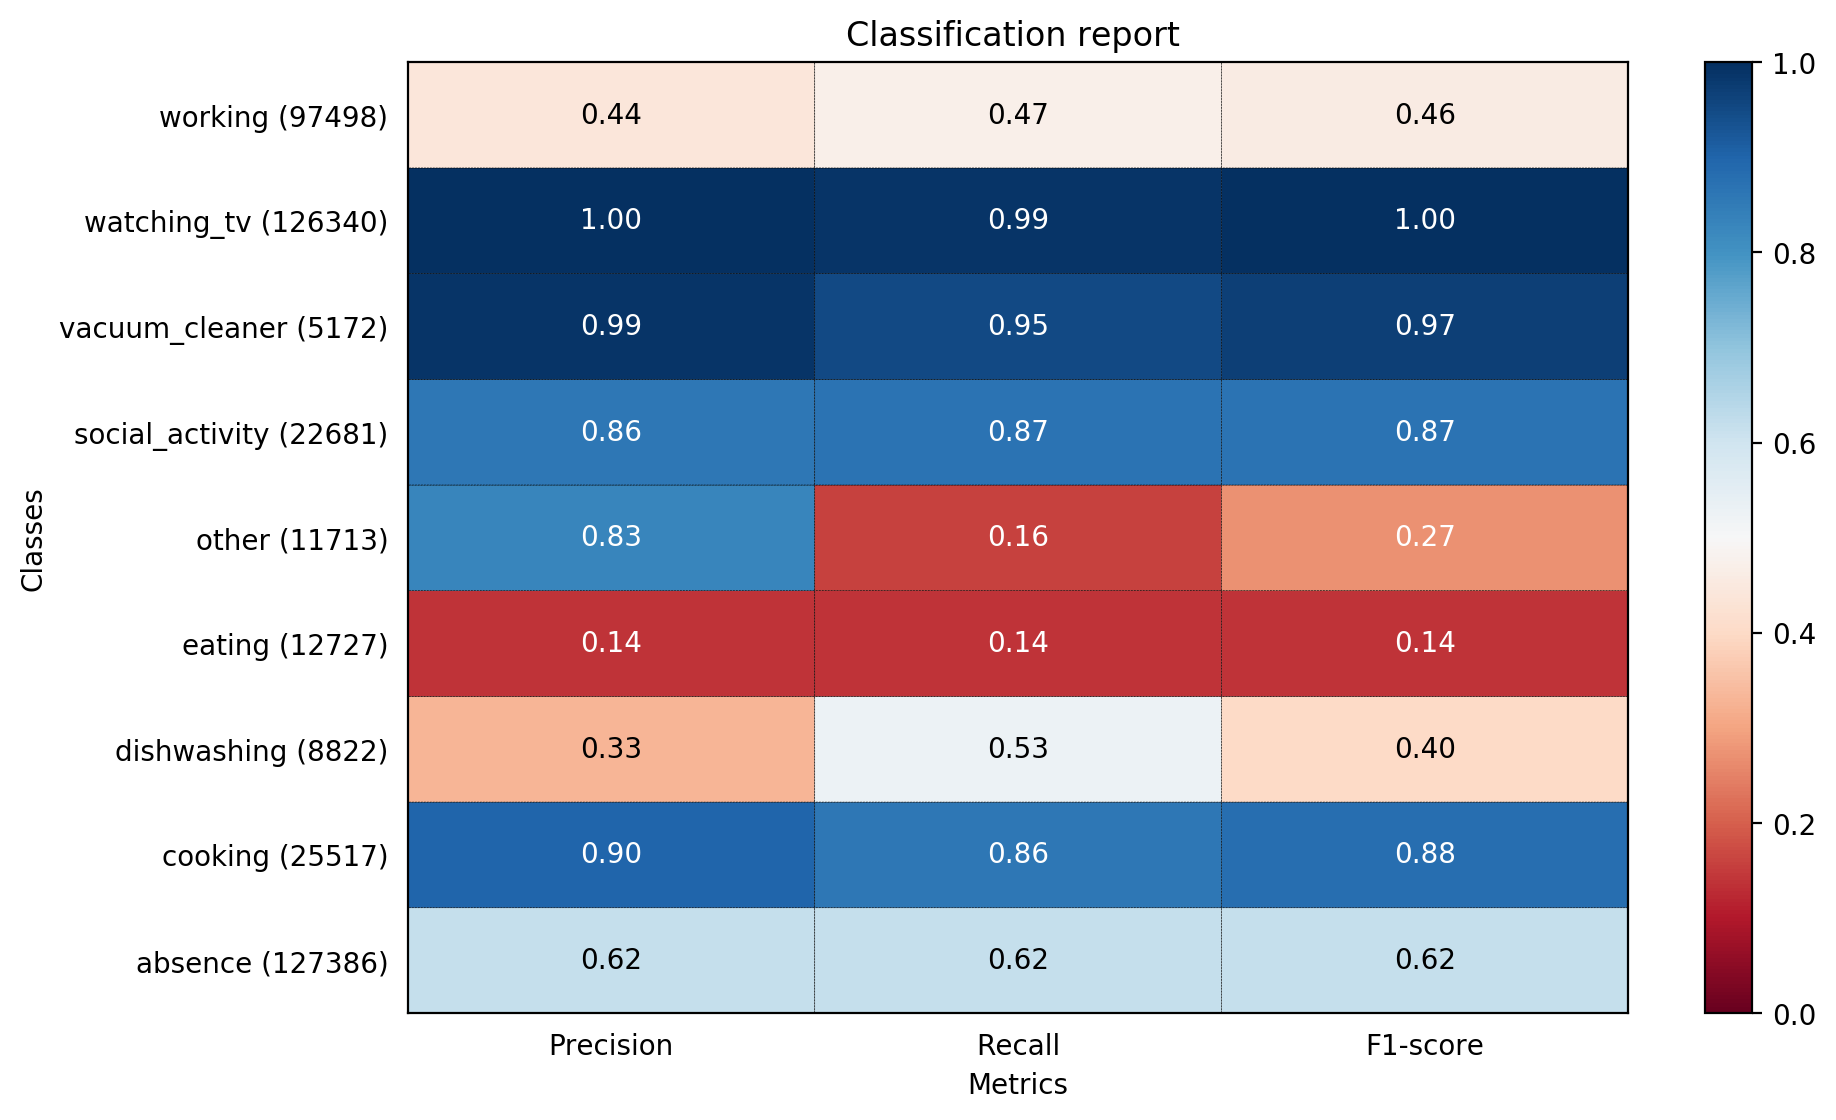 Classification report
working (97498) 0.44 0.47 0.46
watching_tv (126340) 1.00 0.99 1.00
vacuum_cleaner (5172) 0.99 0.95 0.97
social_activity (22681) 0.86 0.87 0.87
other (11713) 0.83 0.16 0.27
eating (12727) 0.14 0.14 0.14
dishwashing (8822) 0.33 0.53 0.40
cooking (25517) 0.90 0.86 0.88
absence (127386) 0.62 0.62 0.62
Classes
Precision Recall F1-score
Metrics
1.0
0.8
0.6
0.4
0.2
0.0